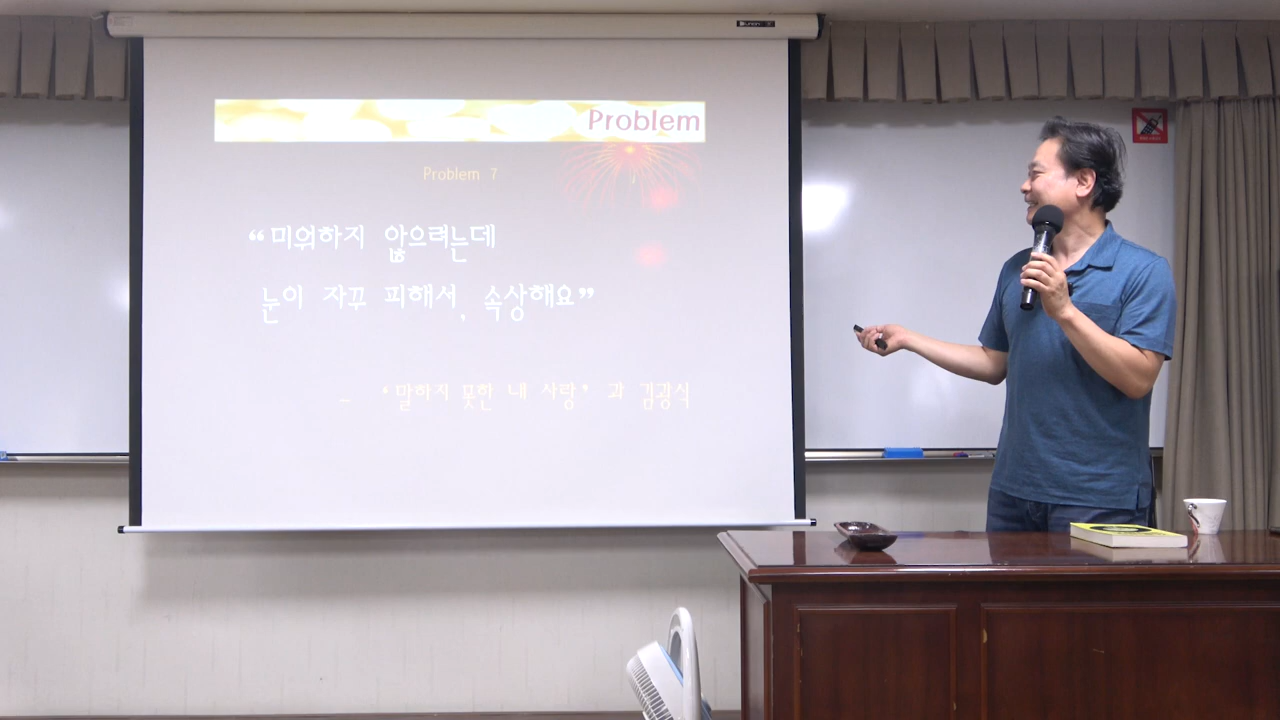 Problem
Problem 7
“미워하지 않으려는데
눈이 자꾸 피해서, 속상해요”
- ‘말하지 못한 내 사랑’ 과 김광식